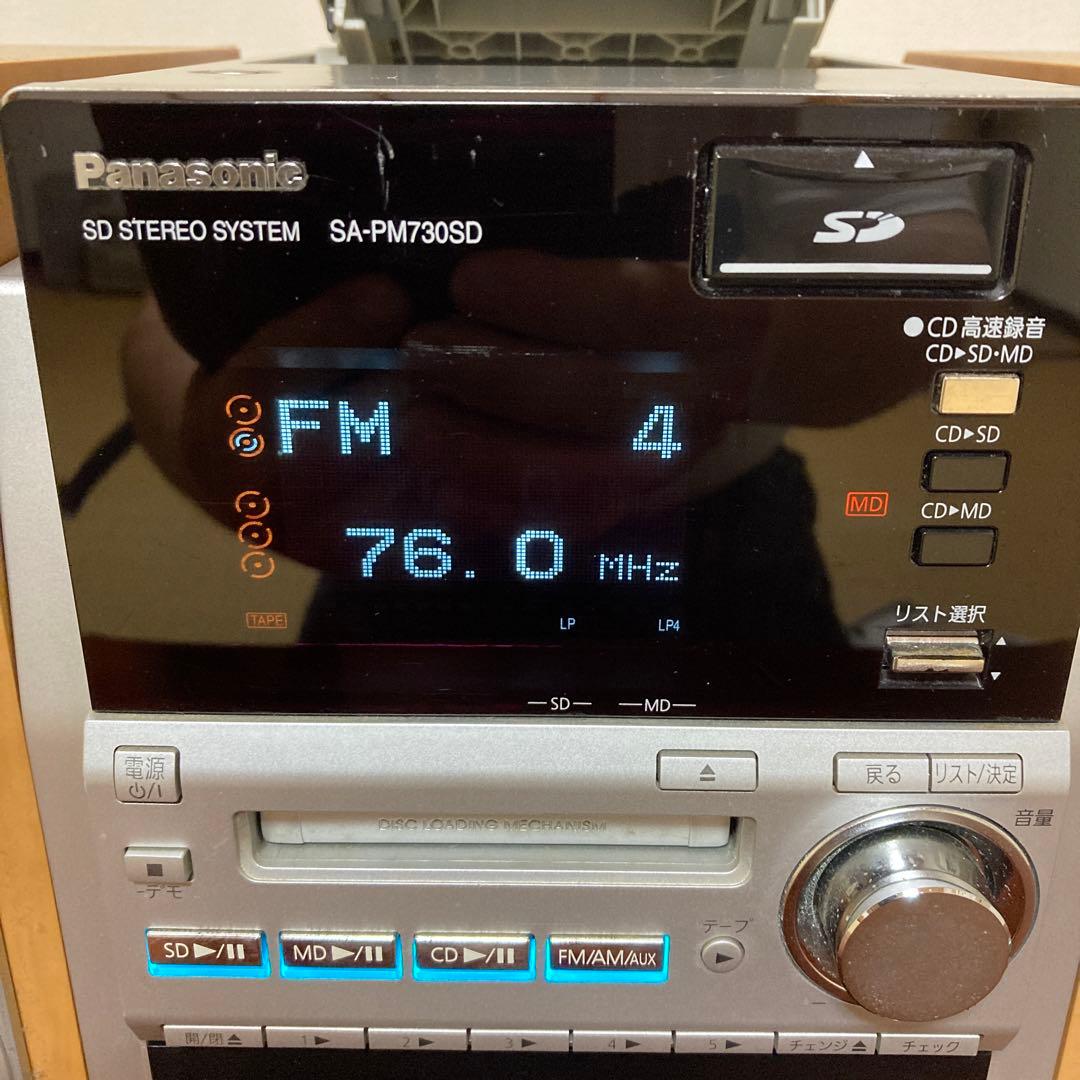 Panasonic
SD STEREO SYSTEM SA-PM730SD
SD
●CD 高速録音
CD▶SD・MD
CD▶SD
MD
CD▶MD
FM 4
76.0 MHz
TAPE
LP LP4
リスト選択
▲
▼
SD MD
電源
⏻/I
⏏
戻る
リスト/決定
DISC LOADING MECHANISM
音量
■
-デモ
SD ▶/❚❚
MD ▶/❚❚
CD ▶/❚❚
FM/AM/AUX
テープ
▶
開/閉⏏ 1▶ 2▶ 3▶ 4▶ 5▶ チェンジ⏏ チェック